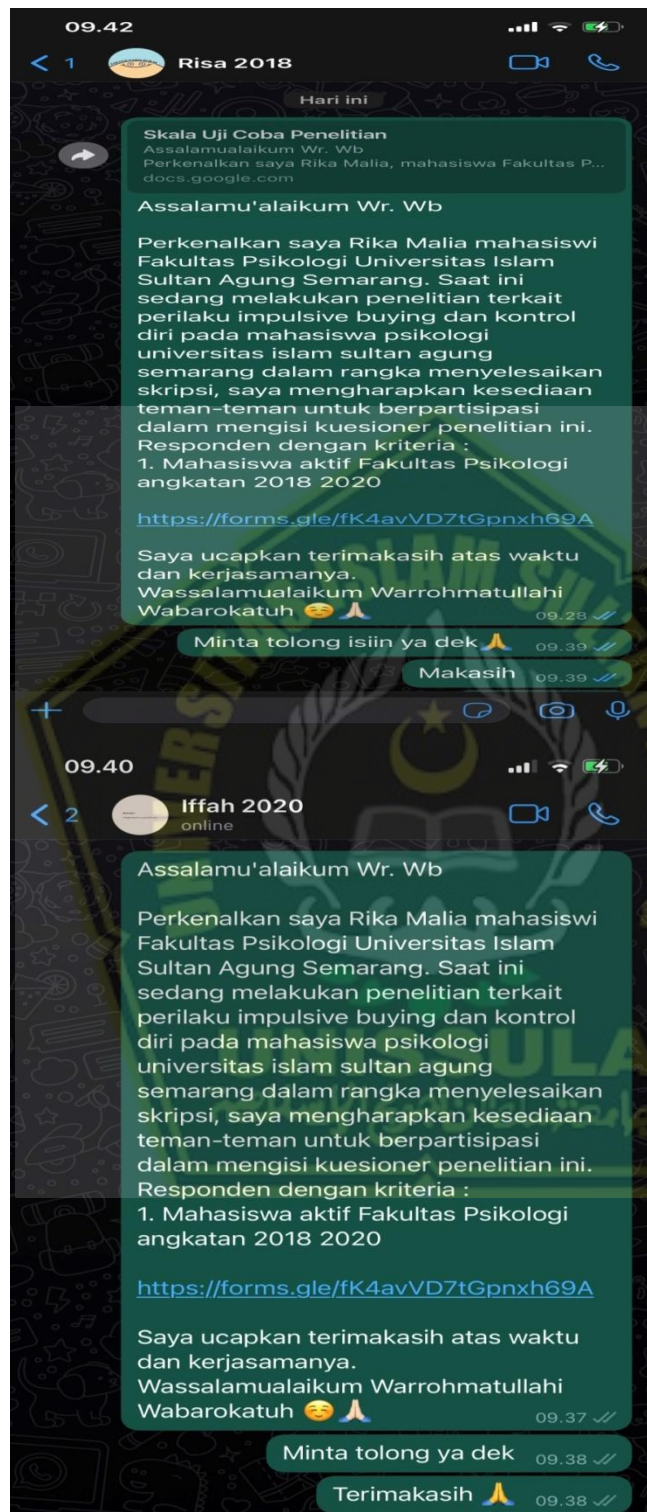 09.42
1 Risa 2018
Hari ini
Skala Uji Coba Penelitian
Assalamualaikum Wr. Wb
Perkenalkan saya Rika Malia, mahasiswa Fakultas P...
docs.google.com
Assalamu'alaikum Wr. Wb
Perkenalkan saya Rika Malia mahasiswi
Fakultas Psikologi Universitas Islam
Sultan Agung Semarang. Saat ini
sedang melakukan penelitian terkait
perilaku impulsive buying dan kontrol
diri pada mahasiswa psikologi
universitas islam sultan agung
semarang dalam rangka menyelesaikan
skripsi, saya mengharapkan kesediaan
teman-teman untuk berpartisipasi
dalam mengisi kuesioner penelitian ini.
Responden dengan kriteria :
1. Mahasiswa aktif Fakultas Psikologi
angkatan 2018 2020
https://forms.gle/fK4avVD7tGpnxh69A
Saya ucapkan terimakasih atas waktu
dan kerjasamanya.
Wassalamualaikum Warrohmatullahi
Wabarokatuh ☺️🙏🏻 09.28
Minta tolong isiin ya dek🙏 09.39
Makasih 09.39
09.40
2 Iffah 2020
online
Assalamu'alaikum Wr. Wb
Perkenalkan saya Rika Malia mahasiswi
Fakultas Psikologi Universitas Islam
Sultan Agung Semarang. Saat ini
sedang melakukan penelitian terkait
perilaku impulsive buying dan kontrol
diri pada mahasiswa psikologi
universitas islam sultan agung
semarang dalam rangka menyelesaikan
skripsi, saya mengharapkan kesediaan
teman-teman untuk berpartisipasi
dalam mengisi kuesioner penelitian ini.
Responden dengan kriteria :
1. Mahasiswa aktif Fakultas Psikologi
angkatan 2018 2020
https://forms.gle/fK4avVD7tGpnxh69A
Saya ucapkan terimakasih atas waktu
dan kerjasamanya.
Wassalamualaikum Warrohmatullahi
Wabarokatuh ☺️🙏🏻 09.37
Minta tolong ya dek 09.38
Terimakasih 🙏 09.38
UNISSULA